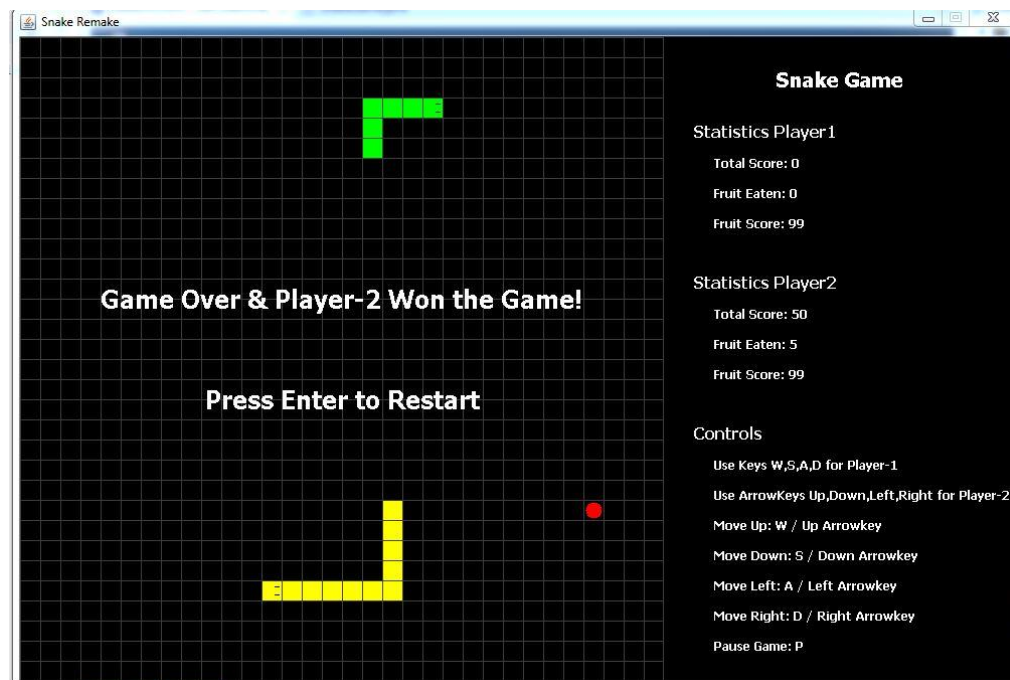 Snake Remake
Snake Game
Statistics Player1
Total Score: 0
Fruit Eaten: 0
Fruit Score: 99
Statistics Player2
Total Score: 50
Fruit Eaten: 5
Fruit Score: 99
Game Over & Player-2 Won the Game!
Press Enter to Restart
Controls
Use Keys W,S,A,D for Player-1
Use ArrowKeys Up,Down,Left,Right for Player-2
Move Up: W / Up Arrowkey
Move Down: S / Down Arrowkey
Move Left: A / Left Arrowkey
Move Right: D / Right Arrowkey
Pause Game: P